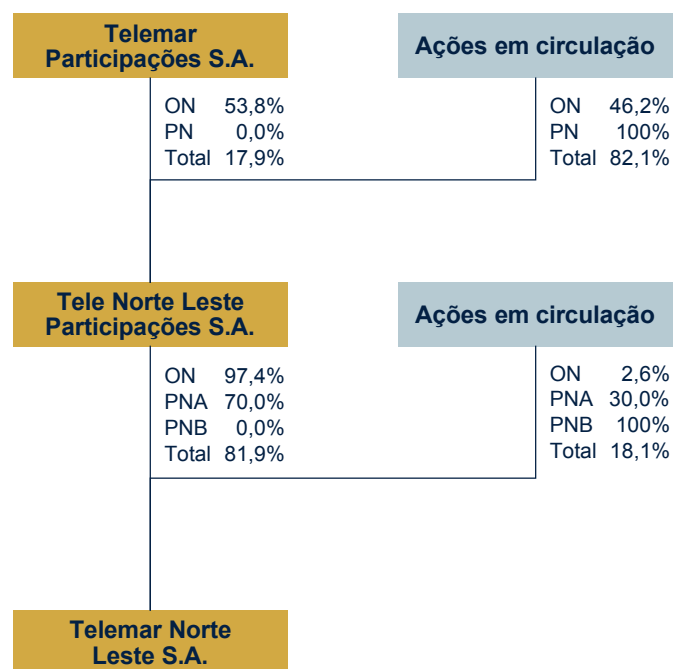 Telemar
Participações S.A.
Ações em circulação
ON 53,8%
PN 0,0%
Total 17,9%
ON 46,2%
PN 100%
Total 82,1%
Tele Norte Leste
Participações S.A.
Ações em circulação
ON 97,4%
PNA 70,0%
PNB 0,0%
Total 81,9%
ON 2,6%
PNA 30,0%
PNB 100%
Total 18,1%
Telemar Norte
Leste S.A.